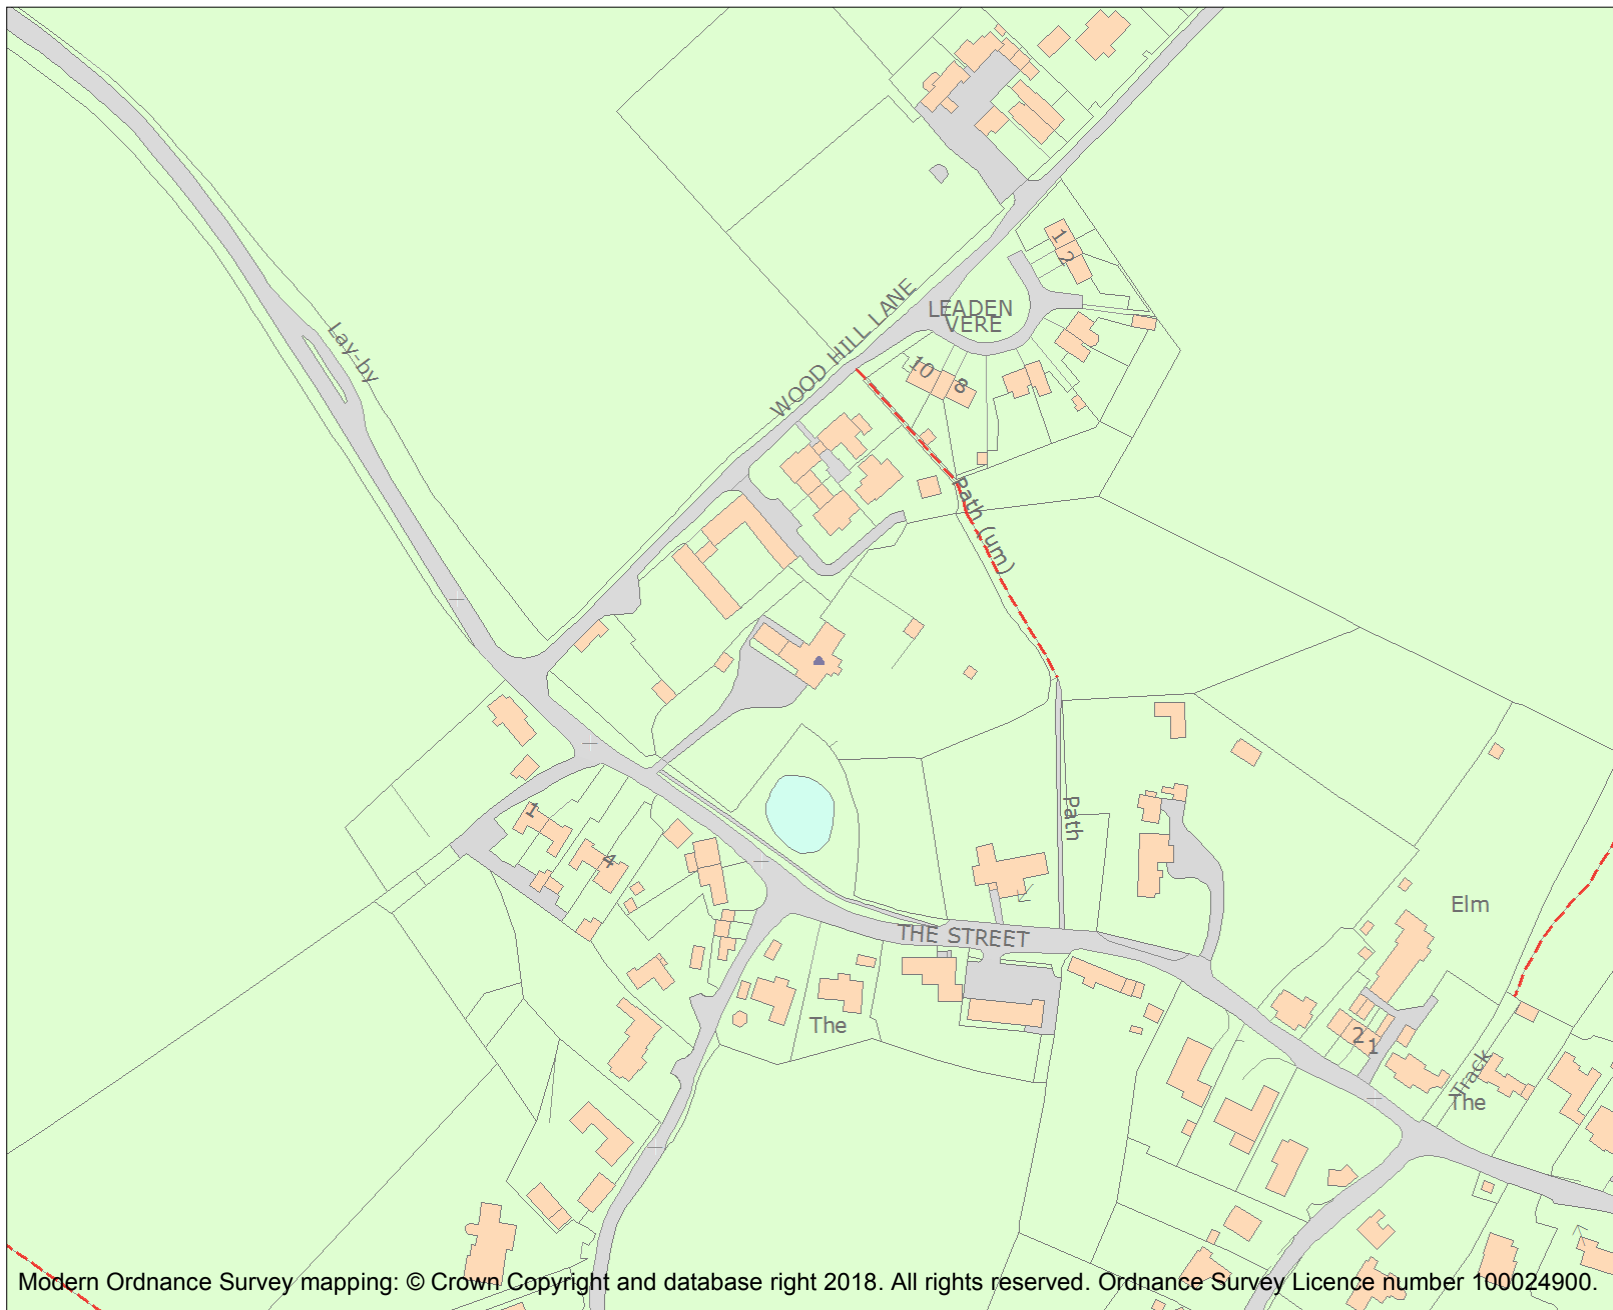 12
LEADEN
VERE
Lay-by
WOOD HILL LANE
10
8
Path (um)
1
4
Path
Elm
THE STREET
The
2
1
Track
The
Modern Ordnance Survey mapping: © Crown Copyright and database right 2018. All rights reserved. Ordnance Survey Licence number 100024900.